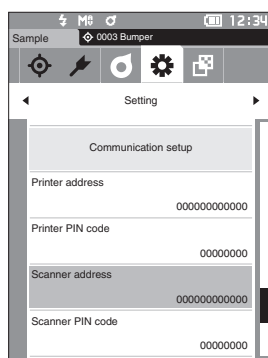 12:34
Sample
0003 Bumper
Setting
Communication setup
Printer address
000000000000
Printer PIN code
00000000
Scanner address
000000000000
Scanner PIN code
00000000